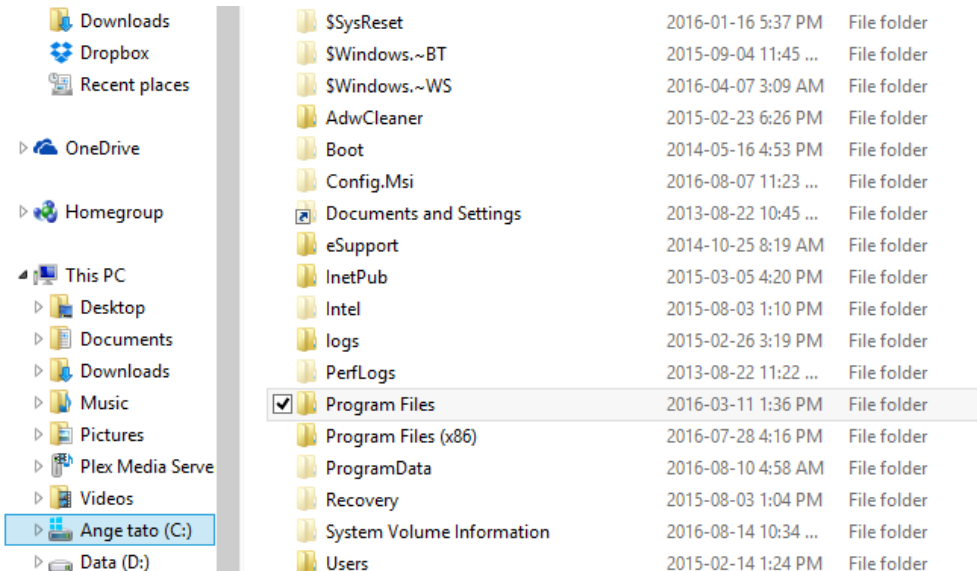 Downloads
Dropbox
Recent places
OneDrive
Homegroup
This PC
Desktop
Documents
Downloads
Music
Pictures
Plex Media Serve
Videos
Ange tato (C:)
Data (D:)
$SysReset 2016-01-16 5:37 PM File folder
$Windows.~BT 2015-09-04 11:45 ... File folder
$Windows.~WS 2016-04-07 3:09 AM File folder
AdwCleaner 2015-02-23 6:26 PM File folder
Boot 2014-05-16 4:53 PM File folder
Config.Msi 2016-08-07 11:23 ... File folder
Documents and Settings 2013-08-22 10:45 ... File folder
eSupport 2014-10-25 8:19 AM File folder
InetPub 2015-03-05 4:20 PM File folder
Intel 2015-08-03 1:10 PM File folder
logs 2015-02-26 3:19 PM File folder
PerfLogs 2013-08-22 11:22 ... File folder
Program Files 2016-03-11 1:36 PM File folder
Program Files (x86) 2016-07-28 4:16 PM File folder
ProgramData 2016-08-10 4:58 AM File folder
Recovery 2015-08-03 1:04 PM File folder
System Volume Information 2016-08-14 10:34 ... File folder
Users 2015-02-14 1:24 PM File folder